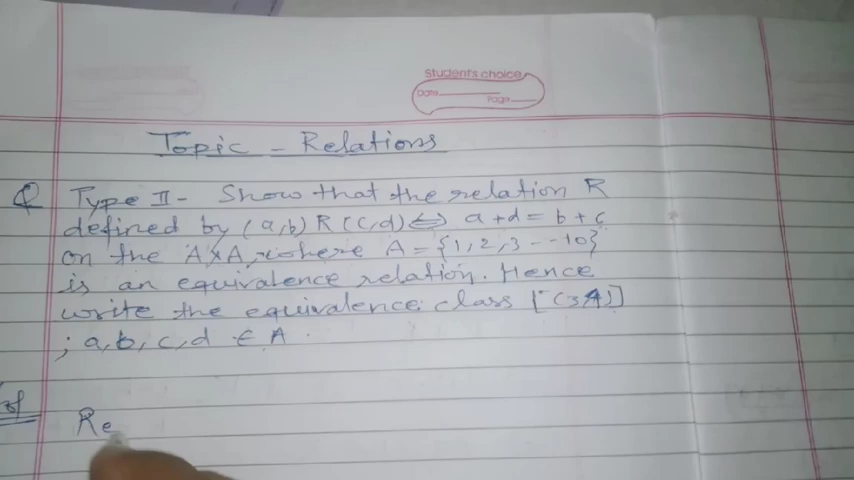 Student's choice
Date
Page
Topic - Relations
Q Type II - Show that the relation R
defined by (a,b) R (c,d) <=> a+d = b+c
on the A×A, where A = {1,2,3 - - 10}
is an equivalence relation. Hence
write the equivalence class [(3,4)]
; a,b,c,d ∈ A.
Re